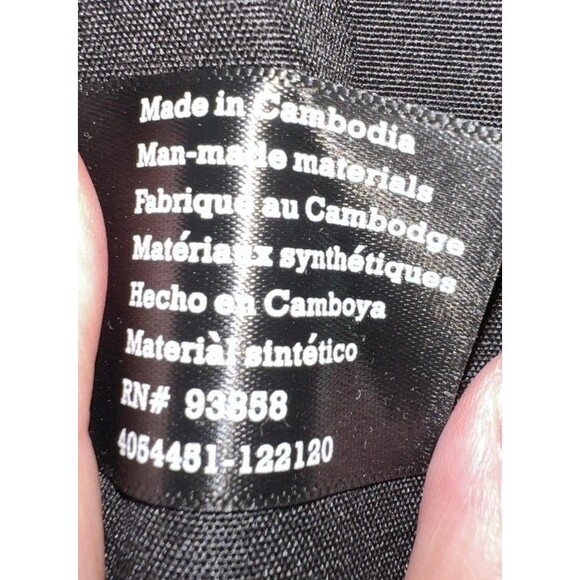 Made in Cambodia
Man-made materials
Fabriqué au Cambodge
Matériaux synthétiques
Hecho en Camboya
Materiàl sintético
RN# 93858
4054451-122120